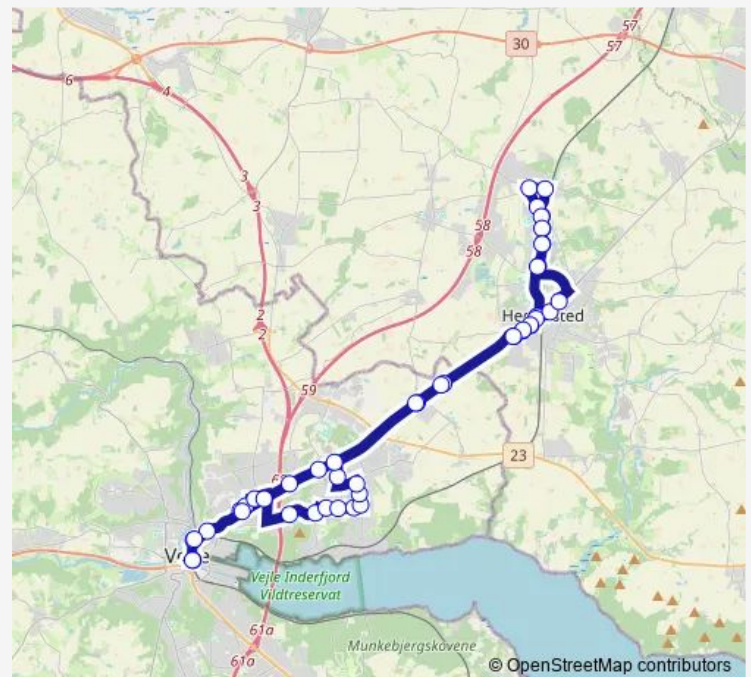 57
57
30
6
4
3
3
58
58
2
2
59
23
61a
61a
Vejle Inderfjord
Vildtreservat
Munkebjergskovene
© OpenStreetMap contributors